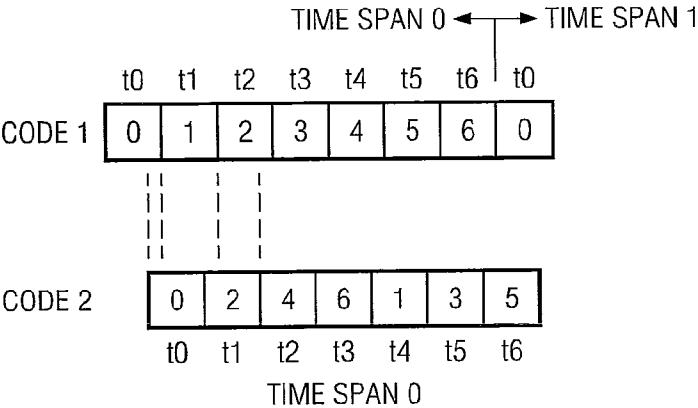 TIME SPAN 0 TIME SPAN 1
t0 t1 t2 t3 t4 t5 t6 t0
CODE 1 0 1 2 3 4 5 6 0
CODE 2 0 2 4 6 1 3 5
t0 t1 t2 t3 t4 t5 t6
TIME SPAN 0